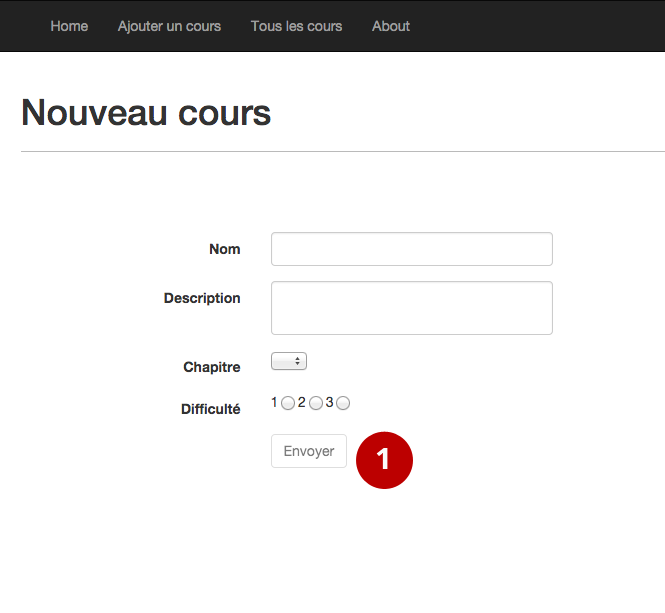 Home Ajouter un cours Tous les cours About
Nouveau cours
Nom
Description
Chapitre
Difficulté 1 2 3
Envoyer 1